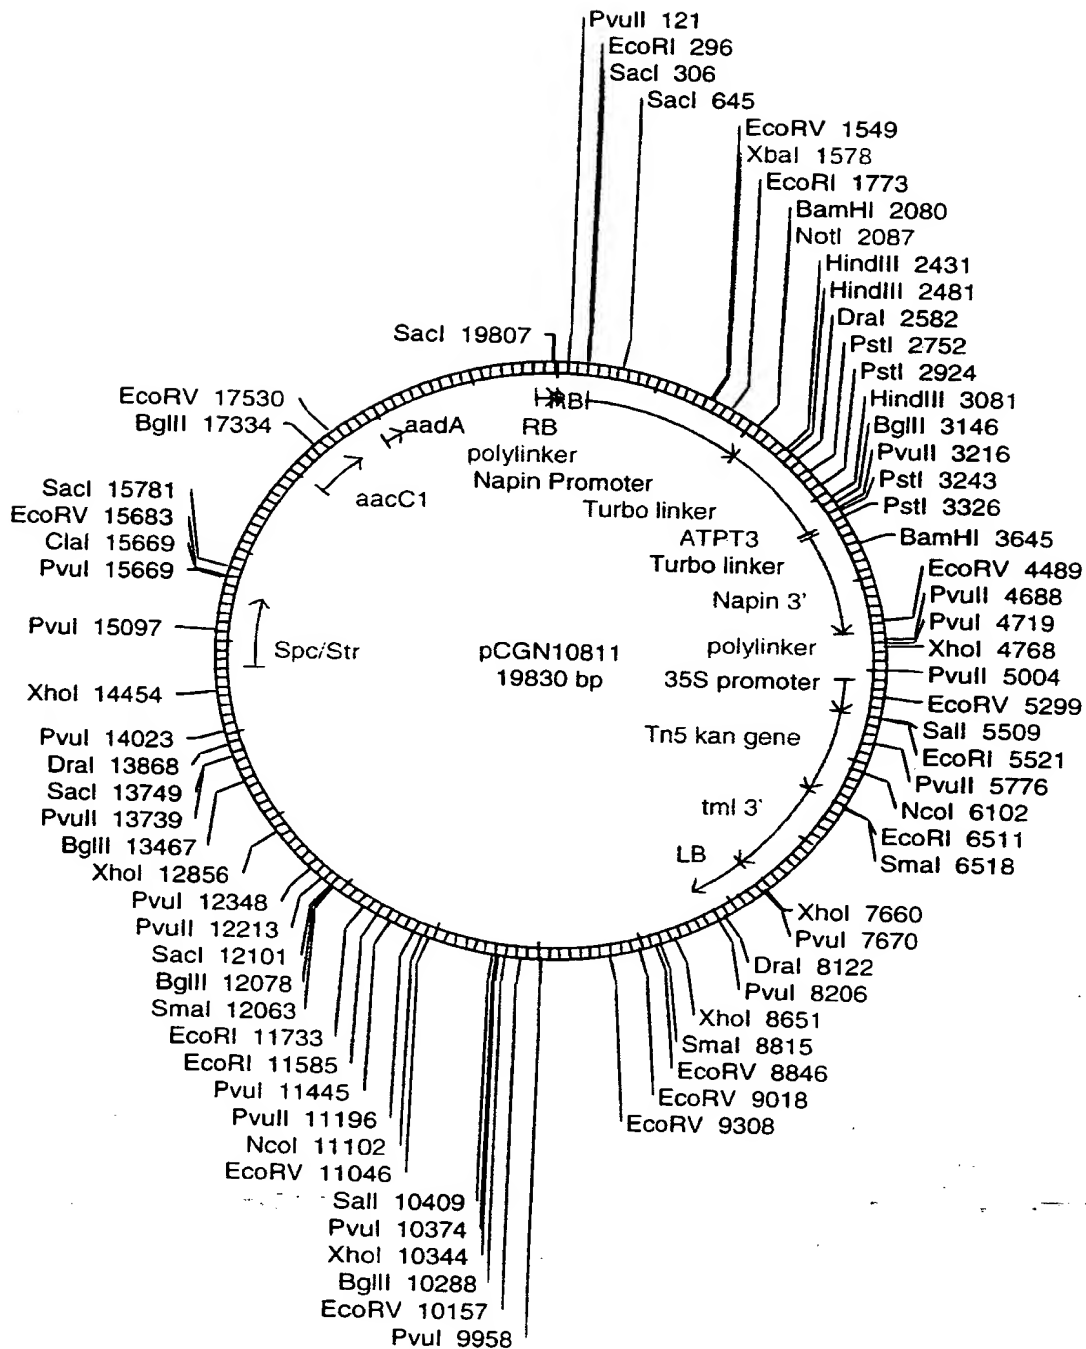 PvuII 121
EcoRI 296
SacI 306
SacI 645
EcoRV 1549
XbaI 1578
EcoRI 1773
BamHI 2080
NotI 2087
HindIII 2431
HindIII 2481
DraI 2582
PstI 2752
PstI 2924
HindIII 3081
BglII 3146
PvuII 3216
PstI 3243
PstI 3326
BamHI 3645
EcoRV 4489
PvuII 4688
PvuI 4719
XhoI 4768
PvuII 5004
EcoRV 5299
SalI 5509
EcoRI 5521
PvuII 5776
NcoI 6102
EcoRI 6511
SmaI 6518
XhoI 7660
PvuI 7670
DraI 8122
PvuI 8206
XhoI 8651
SmaI 8815
EcoRV 8846
EcoRV 9018
EcoRV 9308
SacI 19807
EcoRV 17530
BglII 17334
SacI 15781
EcoRV 15683
ClaI 15669
PvuI 15669
PvuI 15097
XhoI 14454
PvuI 14023
DraI 13868
SacI 13749
PvuII 13739
BglII 13467
XhoI 12856
PvuI 12348
PvuII 12213
SacI 12101
BglII 12078
SmaI 12063
EcoRI 11733
EcoRI 11585
PvuI 11445
PvuII 11196
NcoI 11102
EcoRV 11046
SalI 10409
PvuI 10374
XhoI 10344
BglII 10288
EcoRV 10157
PvuI 9958
aadA
aacC1
Spc/Str
RB
RB
polylinker
Napin Promoter
Turbo linker
ATPT3
Turbo linker
Napin 3'
polylinker
35S promoter
Tn5 kan gene
tml 3'
LB
pCGN10811
19830 bp